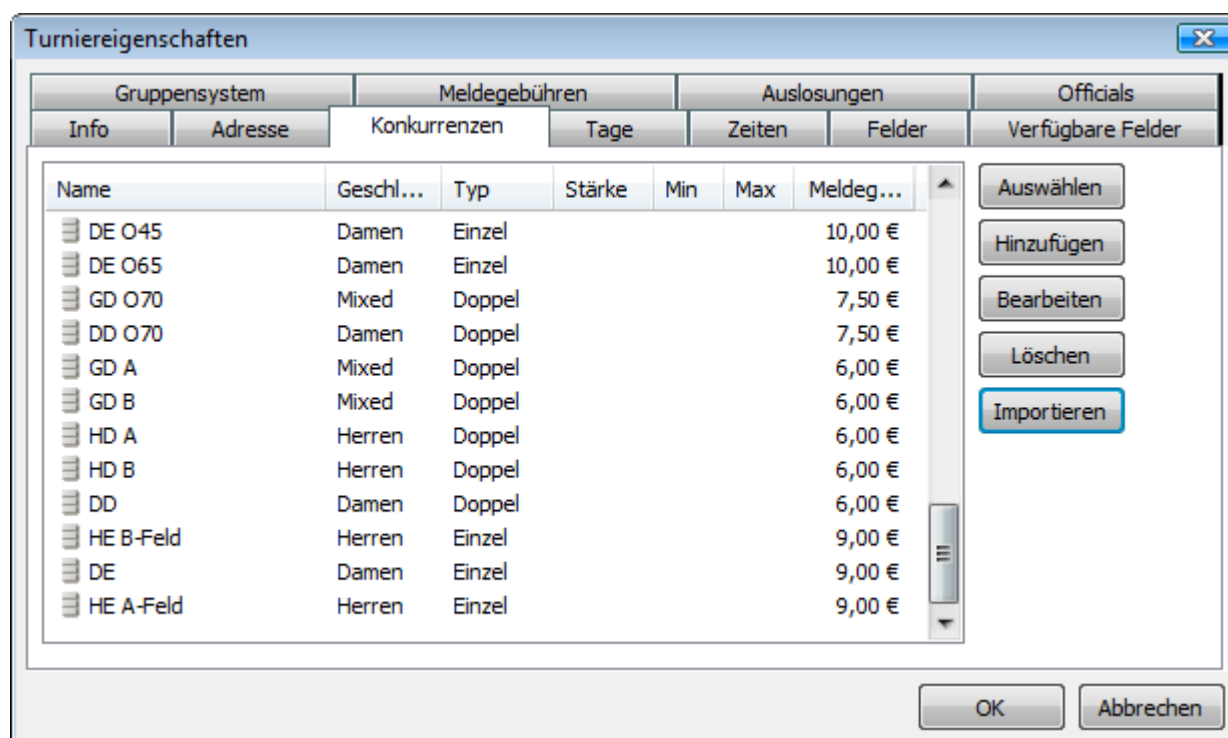 Turniereigenschaften
Gruppensystem Meldegebühren Auslosungen Officials
Info Adresse Konkurrenzen Tage Zeiten Felder Verfügbare Felder
Name Geschl... Typ Stärke Min Max Meldeg... Auswählen
DE O45 Damen Einzel 10,00 € Hinzufügen
DE O65 Damen Einzel 10,00 €
GD O70 Mixed Doppel 7,50 € Bearbeiten
DD O70 Damen Doppel 7,50 €
GD A Mixed Doppel 6,00 € Löschen
GD B Mixed Doppel 6,00 € Importieren
HD A Herren Doppel 6,00 €
HD B Herren Doppel 6,00 €
DD Damen Doppel 6,00 €
HE B-Feld Herren Einzel 9,00 €
DE Damen Einzel 9,00 €
HE A-Feld Herren Einzel 9,00 €
OK Abbrechen